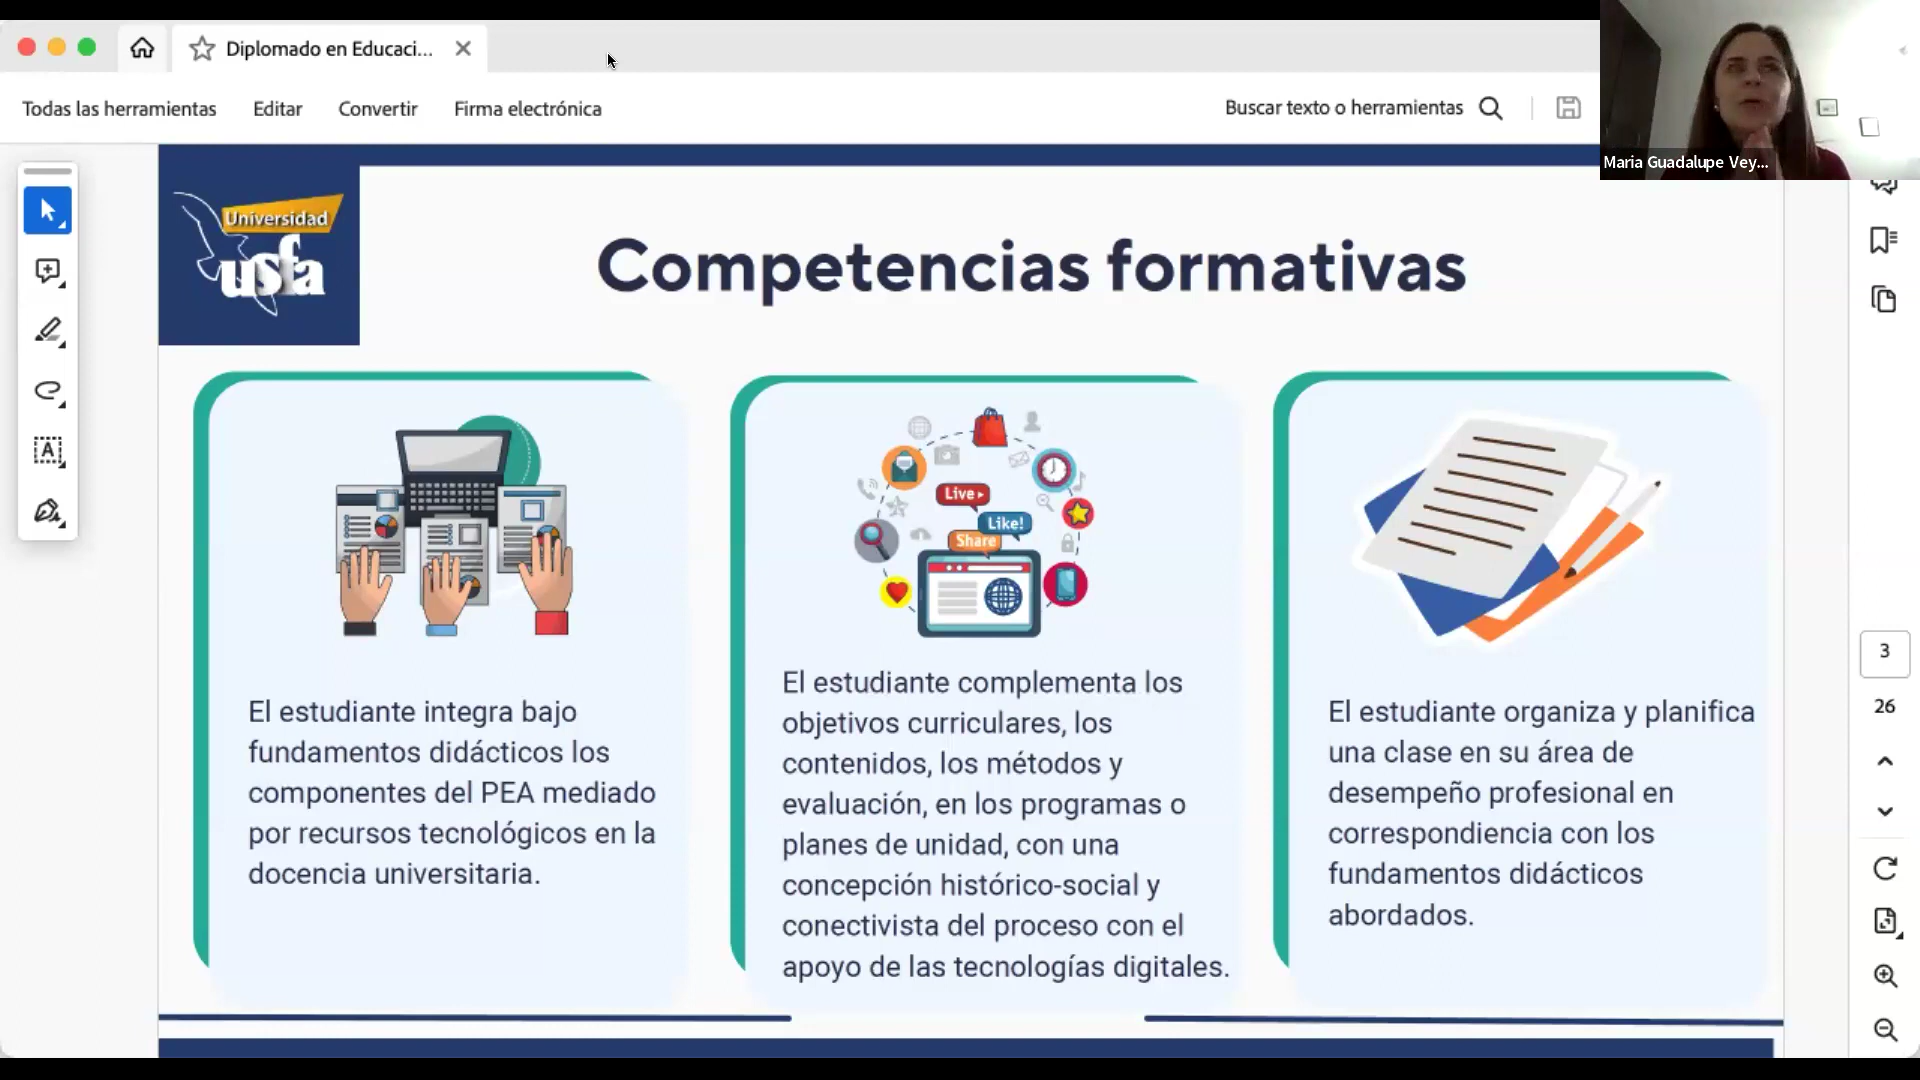 Diplomado en Educaci...
Todas las herramientas
Editar
Convertir
Firma electrónica
Buscar texto o herramientas
Maria Guadalupe Vey...
Universidad
usfa
Competencias formativas
Live
Like!
Share
El estudiante integra bajo
fundamentos didácticos los
componentes del PEA mediado
por recursos tecnológicos en la
docencia universitaria.
El estudiante complementa los
objetivos curriculares, los
contenidos, los métodos y
evaluación, en los programas o
planes de unidad, con una
concepción histórico-social y
conectivista del proceso con el
apoyo de las tecnologías digitales.
El estudiante organiza y planifica
una clase en su área de
desempeño profesional en
correspondiencia con los
fundamentos didácticos
abordados.
3
26